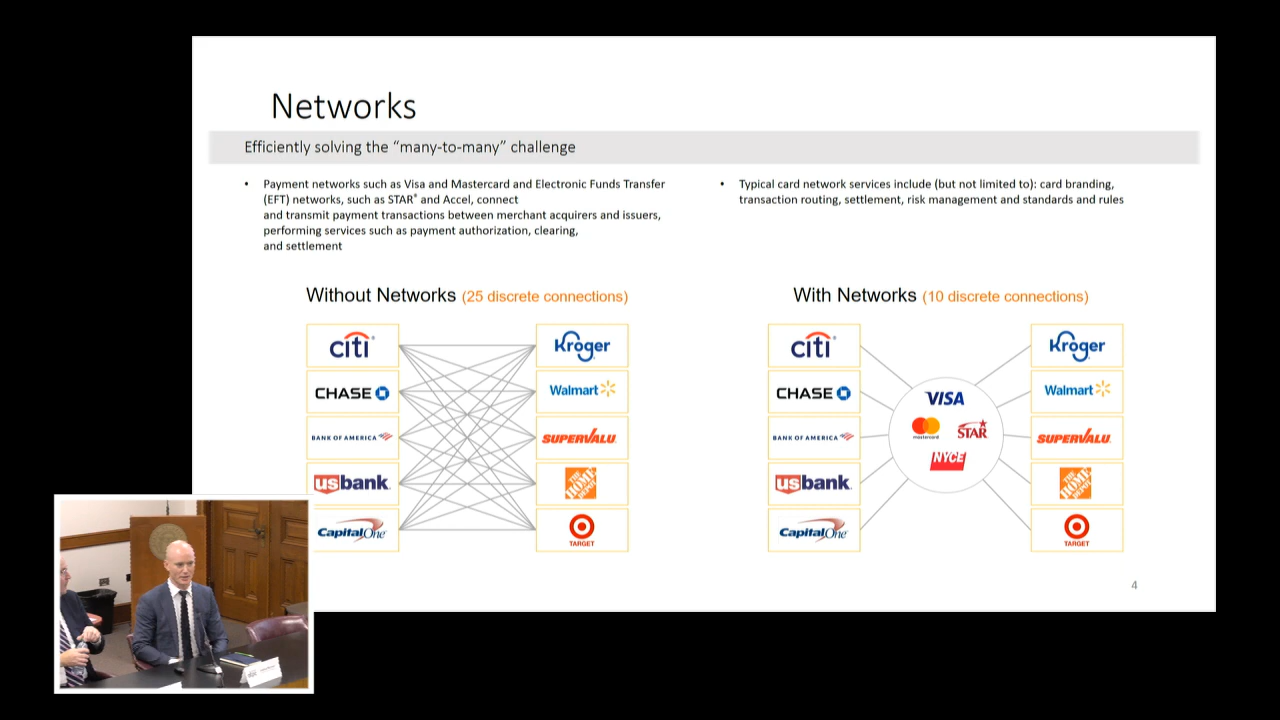 Networks
Efficiently solving the “many-to-many” challenge
• Payment networks such as Visa and Mastercard and Electronic Funds Transfer
(EFT) networks, such as STAR® and Accel, connect
and transmit payment transactions between merchant acquirers and issuers,
performing services such as payment authorization, clearing,
and settlement
• Typical card network services include (but not limited to): card branding,
transaction routing, settlement, risk management and standards and rules
Without Networks (25 discrete connections)
citi
CHASE
BANK OF AMERICA
usbank
CapitalOne
Kroger
Walmart
SUPERVALU
THE HOME DEPOT
TARGET
With Networks (10 discrete connections)
citi
CHASE
BANK OF AMERICA
usbank
CapitalOne
VISA
mastercard
STAR
NYCE
Kroger
Walmart
SUPERVALU
THE HOME DEPOT
TARGET
4